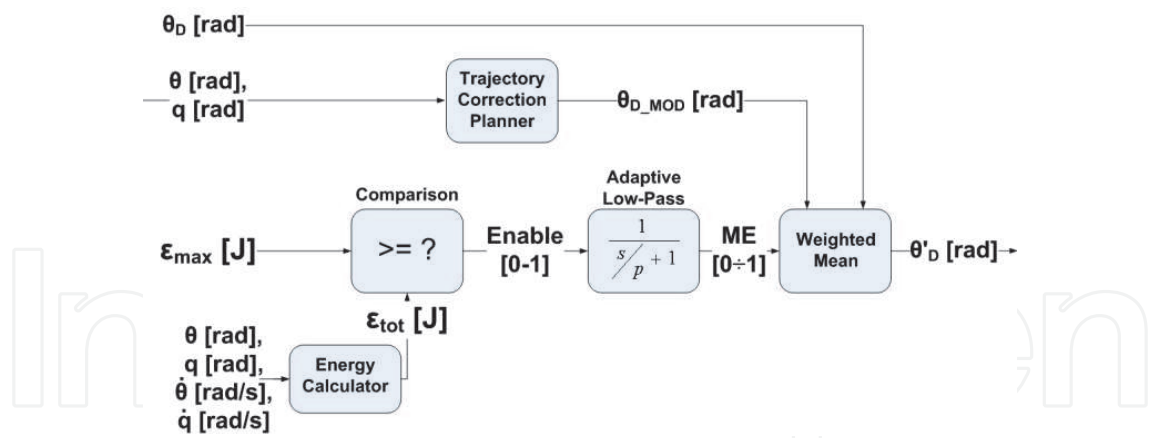 θD [rad]
θ [rad],
q [rad]
Trajectory
Correction
Planner
θD_MOD [rad]
Comparison
Adaptive
Low-Pass
εmax [J]
>= ?
Enable
[0-1]
1
s/p + 1
ME
[0÷1]
Weighted
Mean
θ'D [rad]
εtot [J]
θ [rad],
q [rad],
θ̇ [rad/s],
q̇ [rad/s]
Energy
Calculator